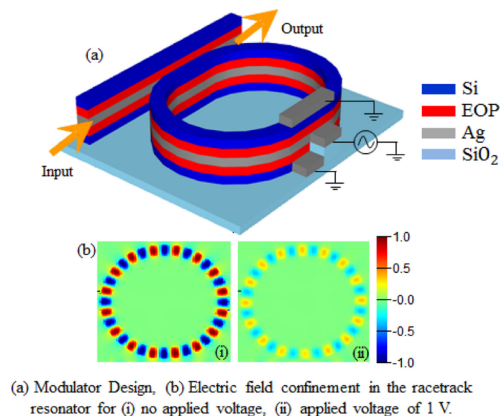 Output
(a)
Input
Si
EOP
Ag
SiO2
(b)
(i)
(ii)
1.0
0.5
-0.0
-0.5
-1.0
(a) Modulator Design, (b) Electric field confinement in the racetrack
resonator for (i) no applied voltage, (ii) applied voltage of 1 V.